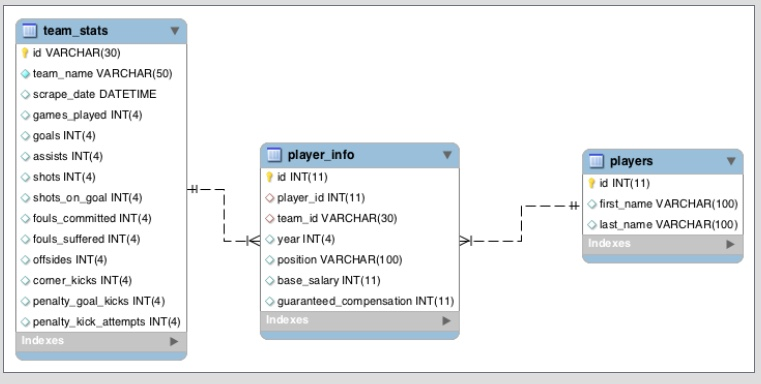 team_stats
id VARCHAR(30)
team_name VARCHAR(50)
scrape_date DATETIME
games_played INT(4)
goals INT(4)
assists INT(4)
shots INT(4)
shots_on_goal INT(4)
fouls_committed INT(4)
fouls_suffered INT(4)
offsides INT(4)
corner_kicks INT(4)
penalty_goal_kicks INT(4)
penalty_kick_attempts INT(4)
Indexes
player_info
id INT(11)
player_id INT(11)
team_id VARCHAR(30)
year INT(4)
position VARCHAR(100)
base_salary INT(11)
guaranteed_compensation INT(11)
Indexes
players
id INT(11)
first_name VARCHAR(100)
last_name VARCHAR(100)
Indexes